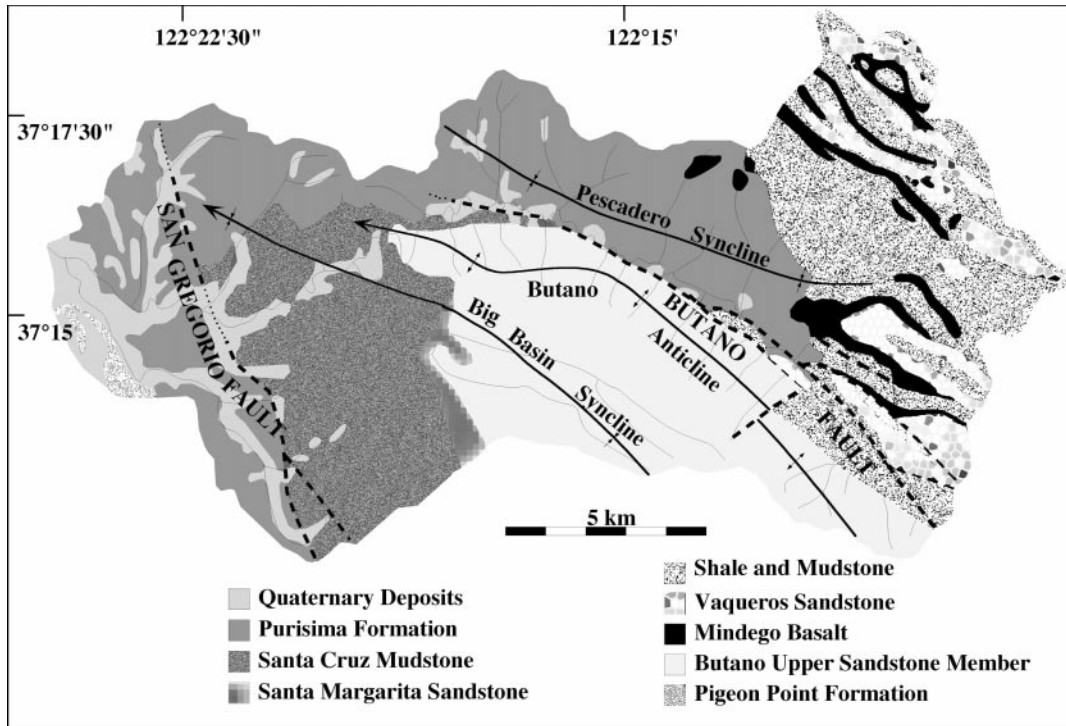 122°22'30"
122°15'
37°17'30"
37°15'
SAN GREGORIO FAULT
Pescadero Syncline
Butano Anticline
BUTANO FAULT
Big Basin Syncline
5 km
Quaternary Deposits
Purisima Formation
Santa Cruz Mudstone
Santa Margarita Sandstone
Shale and Mudstone
Vaqueros Sandstone
Mindego Basalt
Butano Upper Sandstone Member
Pigeon Point Formation